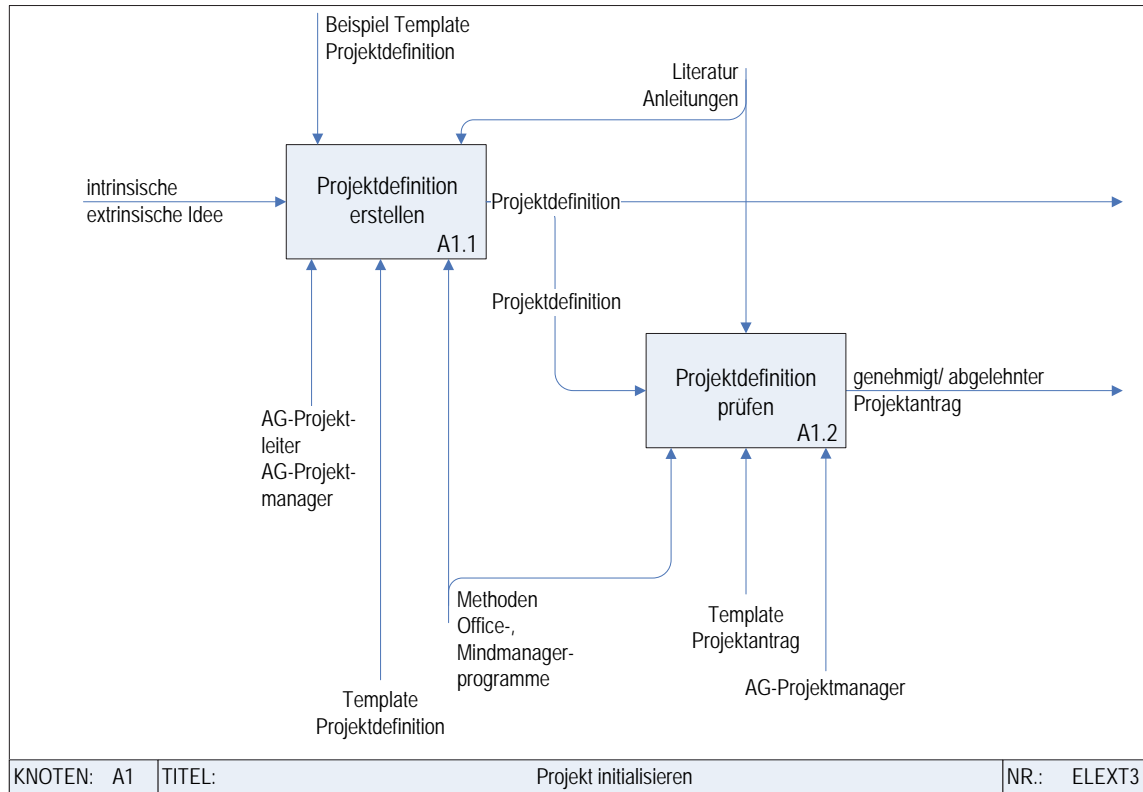 Beispiel Template
Projektdefinition
Literatur
Anleitungen
intrinsische
extrinsische Idee
Projektdefinition
erstellen
A1.1
Projektdefinition
Projektdefinition
Projektdefinition
prüfen
A1.2
genehmigt/ abgelehnter
Projektantrag
AG-Projekt-
leiter
AG-Projekt-
manager
Methoden
Office-,
Mindmanager-
programme
Template
Projektantrag
AG-Projektmanager
Template
Projektdefinition
KNOTEN: A1 TITEL: Projekt initialisieren NR.: ELEXT3